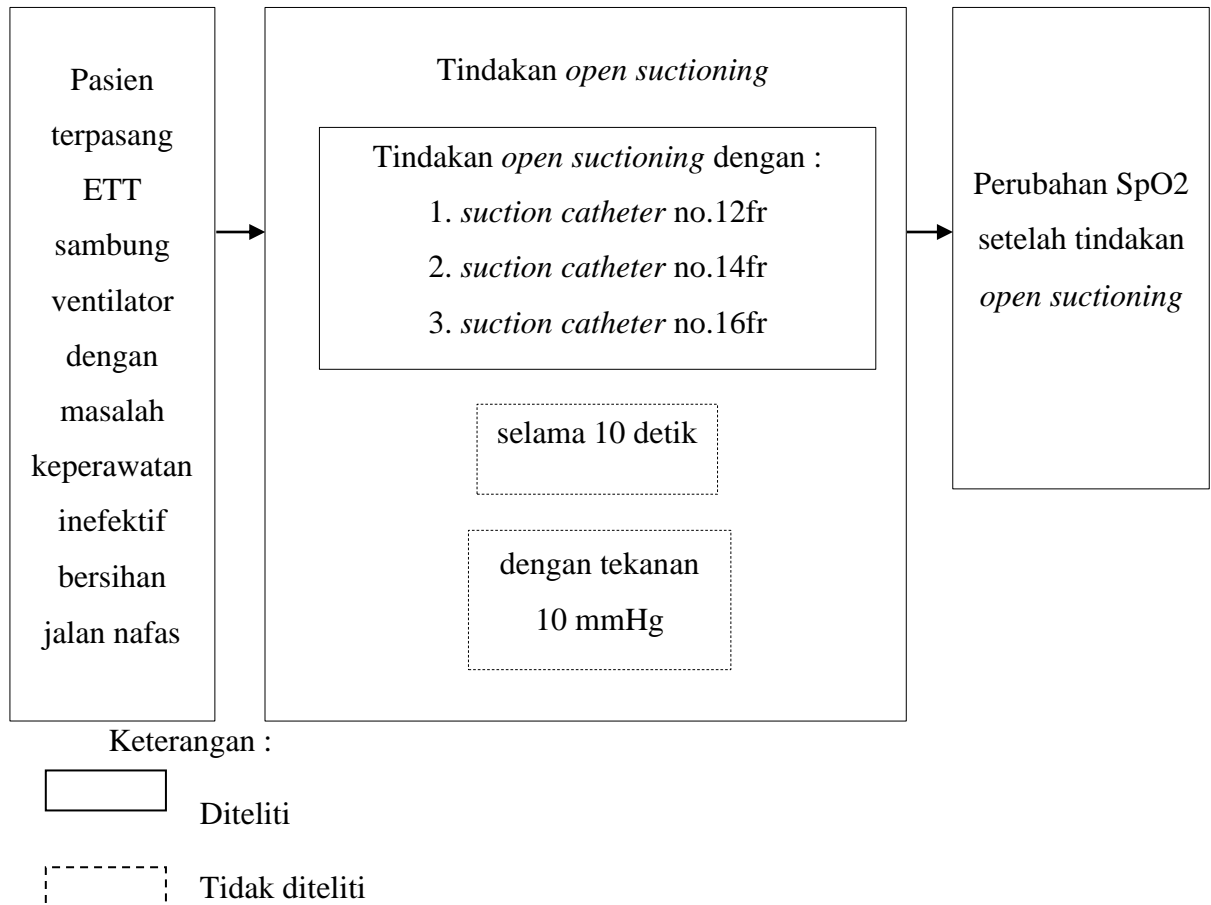 Pasien
terpasang
ETT
sambung
ventilator
dengan
masalah
keperawatan
inefektif
bersihan
jalan nafas
Tindakan open suctioning
Tindakan open suctioning dengan :
1. suction catheter no.12fr
2. suction catheter no.14fr
3. suction catheter no.16fr
selama 10 detik
dengan tekanan
10 mmHg
Perubahan SpO2
setelah tindakan
open suctioning
Keterangan :
Diteliti
Tidak diteliti